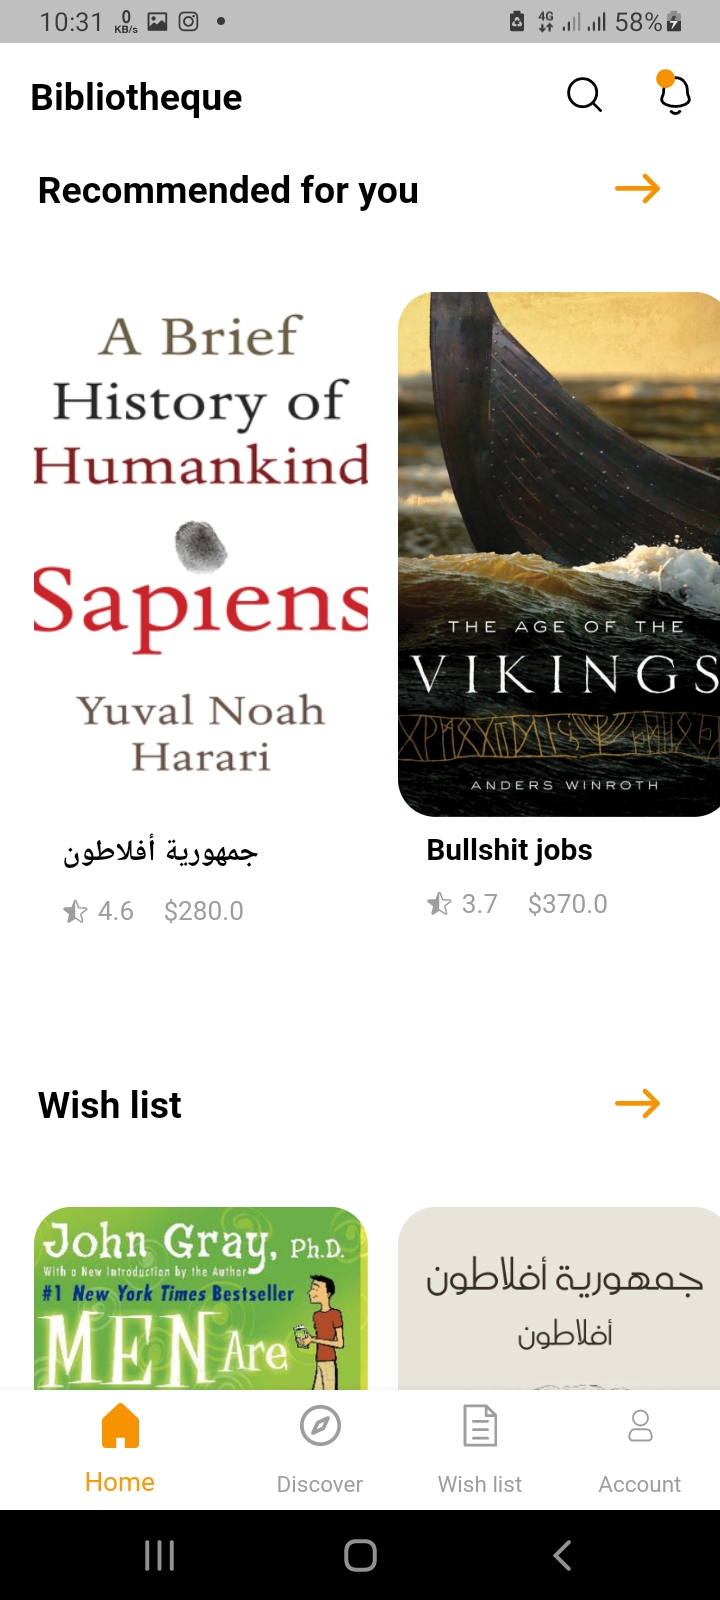 10:31 0 KB/s 4G 58%
Bibliotheque
Recommended for you
A Brief
History of
Humankind
Sapiens
Yuval Noah
Harari
THE AGE OF THE
VIKINGS
ANDERS WINROTH
جمهورية أفلاطون
4.6 $280.0
Bullshit jobs
3.7 $370.0
Wish list
John Gray, Ph.D.
With a New Introduction by the Author
#1 New York Times Bestseller
MEN Are
جمهورية أفلاطون
أفلاطون
Home Discover Wish list Account